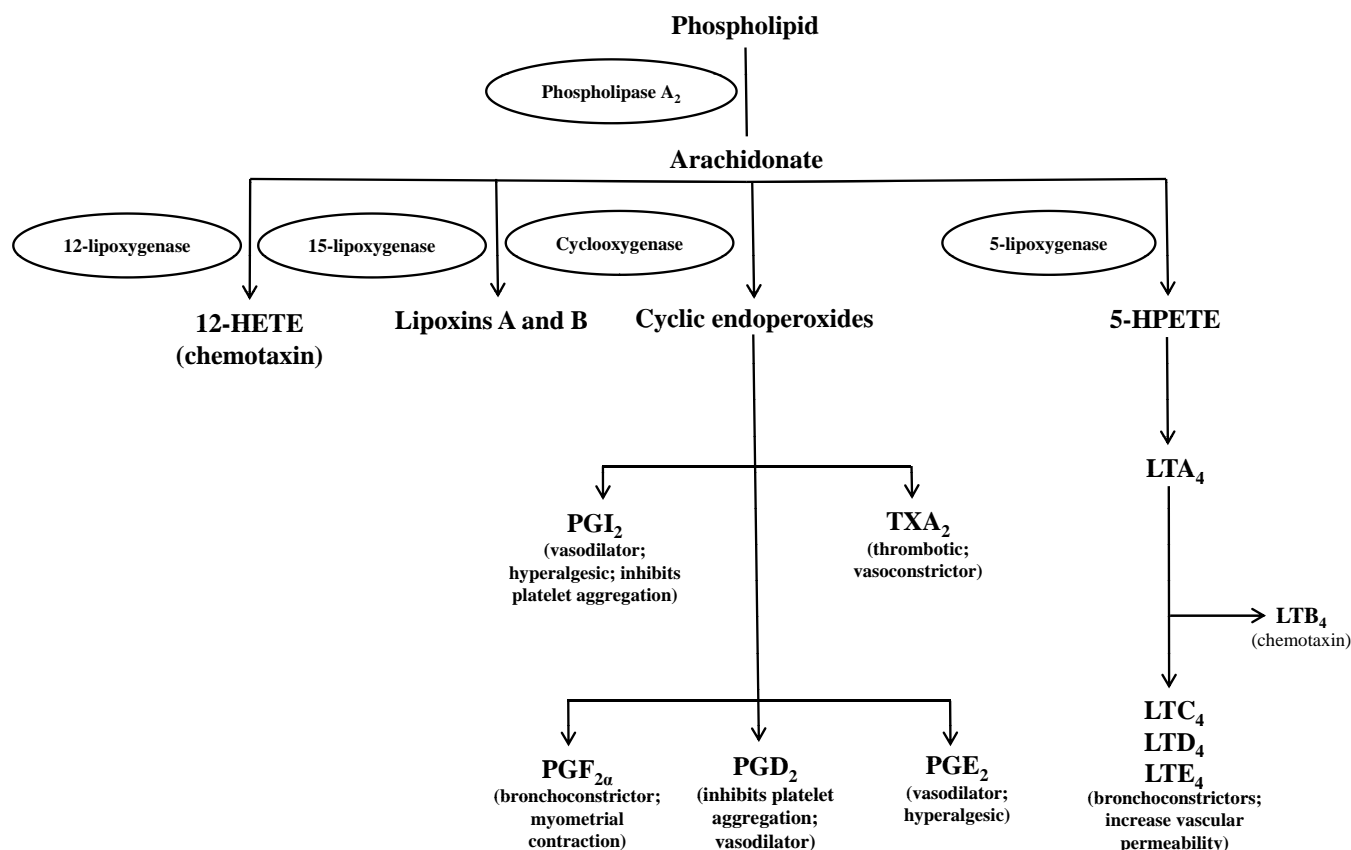 Phospholipid
Phospholipase A₂
Arachidonate
12-lipoxygenase
15-lipoxygenase
Cyclooxygenase
5-lipoxygenase
12-HETE
(chemotaxin)
Lipoxins A and B
Cyclic endoperoxides
5-HPETE
LTA₄
PGI₂
(vasodilator;
hyperalgesic; inhibits
platelet aggregation)
TXA₂
(thrombotic;
vasoconstrictor)
LTB₄
(chemotaxin)
LTC₄
LTD₄
LTE₄
(bronchoconstrictors;
increase vascular
permeability)
PGF₂α
(bronchoconstrictor;
myometrial
contraction)
PGD₂
(inhibits platelet
aggregation;
vasodilator)
PGE₂
(vasodilator;
hyperalgesic)